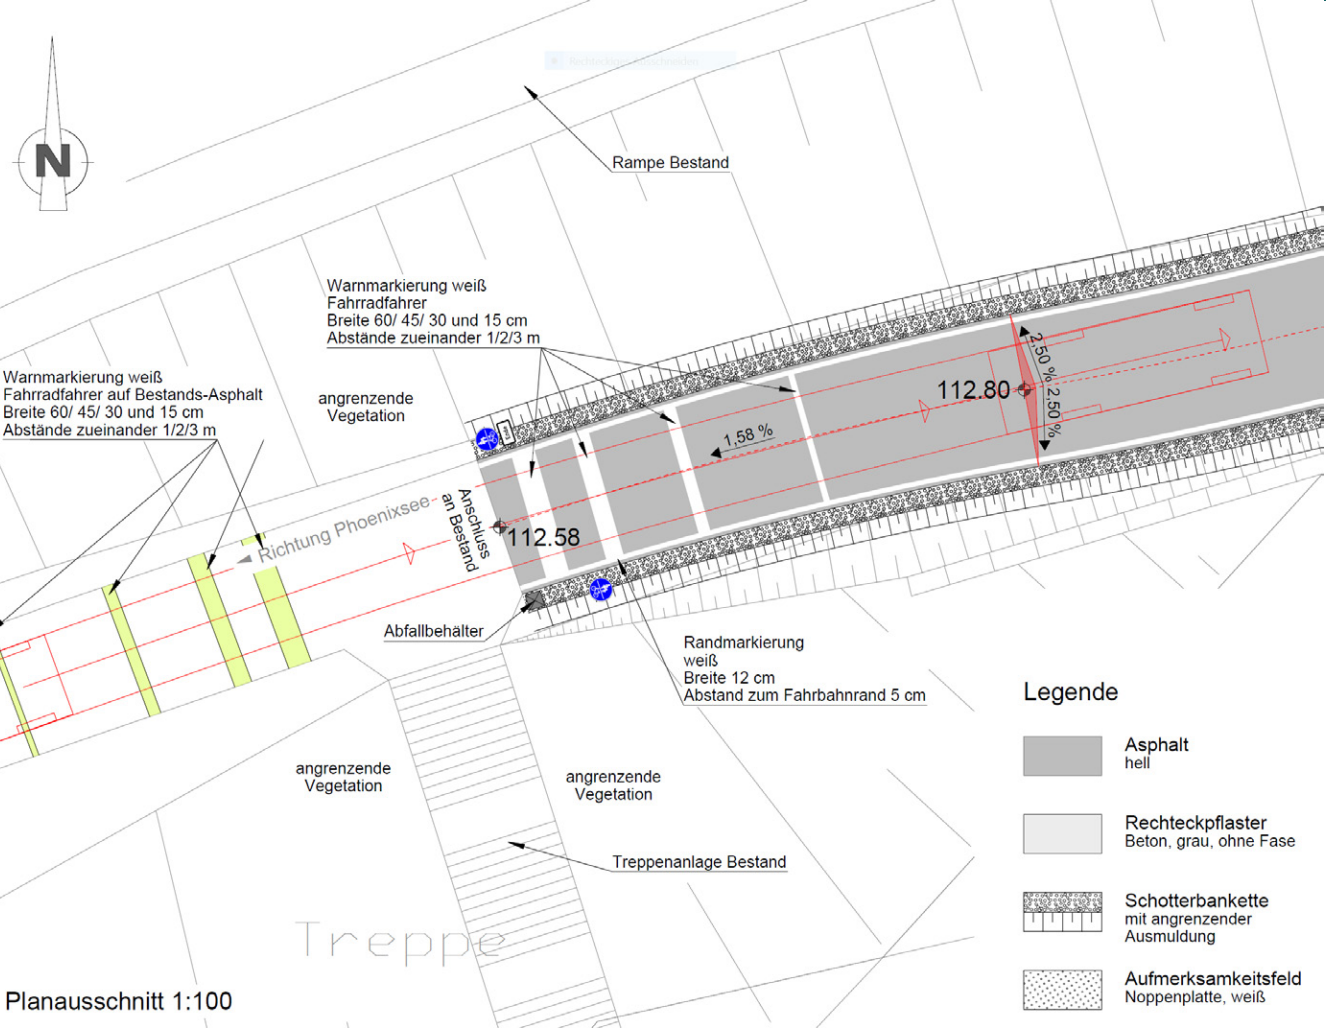 N
Rampe Bestand
Warnmarkierung weiß
Fahrradfahrer
Breite 60/ 45/ 30 und 15 cm
Abstände zueinander 1/2/3 m
Warnmarkierung weiß
Fahrradfahrer auf Bestands-Asphalt
Breite 60/ 45/ 30 und 15 cm
Abstände zueinander 1/2/3 m
angrenzende
Vegetation
2,50 %
2,50 %
112.80
1,58 %
Richtung Phoenixsee
Anschluss
an Bestand
112.58
Abfallbehälter
Randmarkierung
weiß
Breite 12 cm
Abstand zum Fahrbahnrand 5 cm
angrenzende
Vegetation
angrenzende
Vegetation
Treppenanlage Bestand
Treppe
Planausschnitt 1:100
Legende
Asphalt
hell
Rechteckpflaster
Beton, grau, ohne Fase
Schotterbankette
mit angrenzender
Ausmuldung
Aufmerksamkeitsfeld
Noppenplatte, weiß